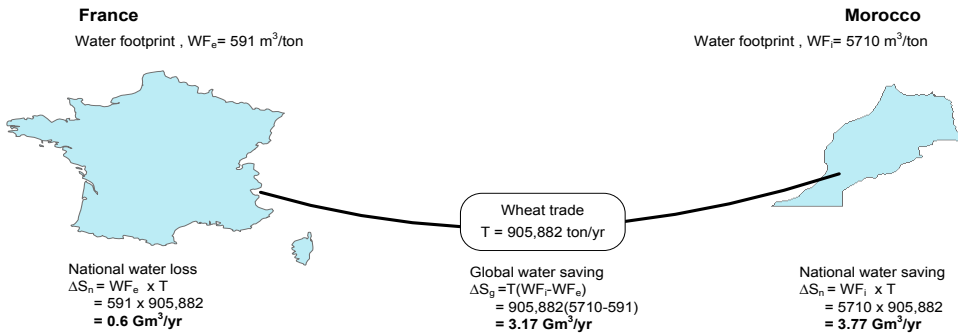 France
Water footprint , WFe= 591 m³/ton
Morocco
Water footprint , WFi= 5710 m³/ton
Wheat trade
T = 905,882 ton/yr
National water loss
ΔSn = WFe x T
= 591 x 905,882
= 0.6 Gm³/yr
Global water saving
ΔSg =T(WFi-WFe)
= 905,882(5710-591)
= 3.17 Gm³/yr
National water saving
ΔSn = WFi x T
= 5710 x 905,882
= 3.77 Gm³/yr